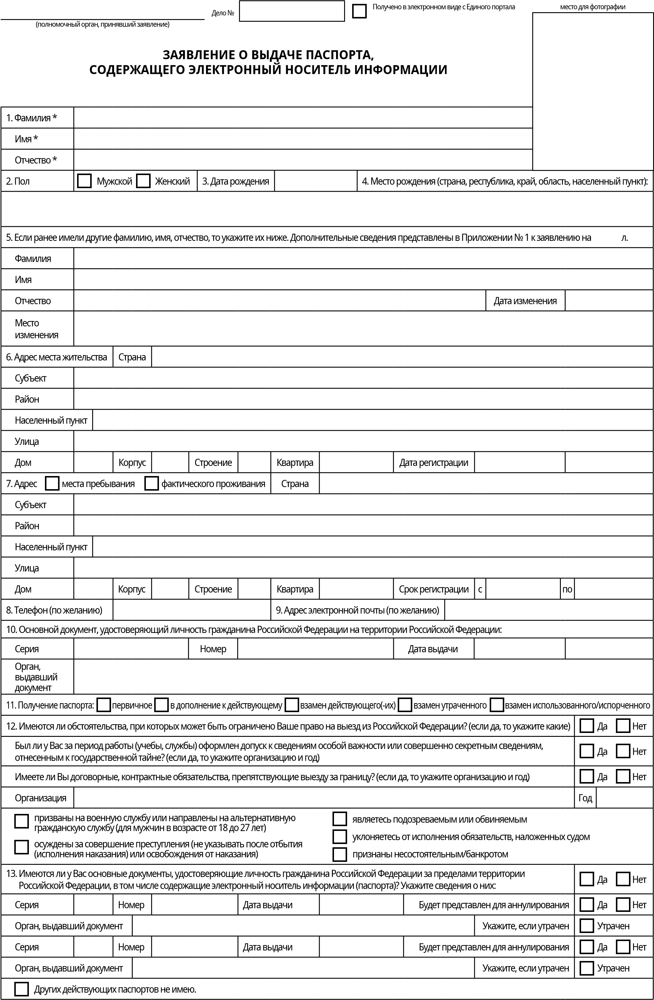 Дело №
Получено в электронном виде с Единого портала
место для фотографии
(полномочный орган, принявший заявление)
ЗАЯВЛЕНИЕ О ВЫДАЧЕ ПАСПОРТА,
СОДЕРЖАЩЕГО ЭЛЕКТРОННЫЙ НОСИТЕЛЬ ИНФОРМАЦИИ
1. Фамилия *
Имя *
Отчество *
2. Пол Мужской Женский 3. Дата рождения 4. Место рождения (страна, республика, край, область, населенный пункт):
5. Если ранее имели другие фамилию, имя, отчество, то укажите их ниже. Дополнительные сведения представлены в Приложении № 1 к заявлению на л.
Фамилия
Имя
Отчество Дата изменения
Место
изменения
6. Адрес места жительства Страна
Субъект
Район
Населенный пункт
Улица
Дом Корпус Строение Квартира Дата регистрации
7. Адрес места пребывания фактического проживания Страна
Субъект
Район
Населенный пункт
Улица
Дом Корпус Строение Квартира Срок регистрации с по
8. Телефон (по желанию) 9. Адрес электронной почты (по желанию)
10. Основной документ, удостоверяющий личность гражданина Российской Федерации на территории Российской Федерации:
Серия Номер Дата выдачи
Орган,
выдавший
документ
11. Получение паспорта: первичное в дополнение к действующему взамен действующего(-их) взамен утраченного взамен использованного/испорченного
12. Имеются ли обстоятельства, при которых может быть ограничено Ваше право на выезд из Российской Федерации? (если да, то укажите какие) Да Нет
Был ли у Вас за период работы (учебы, службы) оформлен допуск к сведениям особой важности или совершенно секретным сведениям,
отнесенным к государственной тайне? (если да, то укажите организацию и год) Да Нет
Имеете ли Вы договорные, контрактные обязательства, препятствующие выезду за границу? (если да, то укажите организацию и год) Да Нет
Организация Год
призваны на военную службу или направлены на альтернативную
гражданскую службу (для мужчин в возрасте от 18 до 27 лет)
осуждены за совершение преступления (не указывать после отбытия
(исполнения наказания) или освобождения от наказания)
являетесь подозреваемым или обвиняемым
уклоняетесь от исполнения обязательств, наложенных судом
признаны несостоятельным/банкротом
13. Имеются ли у Вас основные документы, удостоверяющие личность гражданина Российской Федерации за пределами территории
Российской Федерации, в том числе содержащие электронный носитель информации (паспорта)? Укажите сведения о них: Да Нет
Серия Номер Дата выдачи Будет представлен для аннулирования Да Нет
Орган, выдавший документ Укажите, если утрачен Утрачен
Серия Номер Дата выдачи Будет представлен для аннулирования Да Нет
Орган, выдавший документ Укажите, если утрачен Утрачен
Других действующих паспортов не имею.